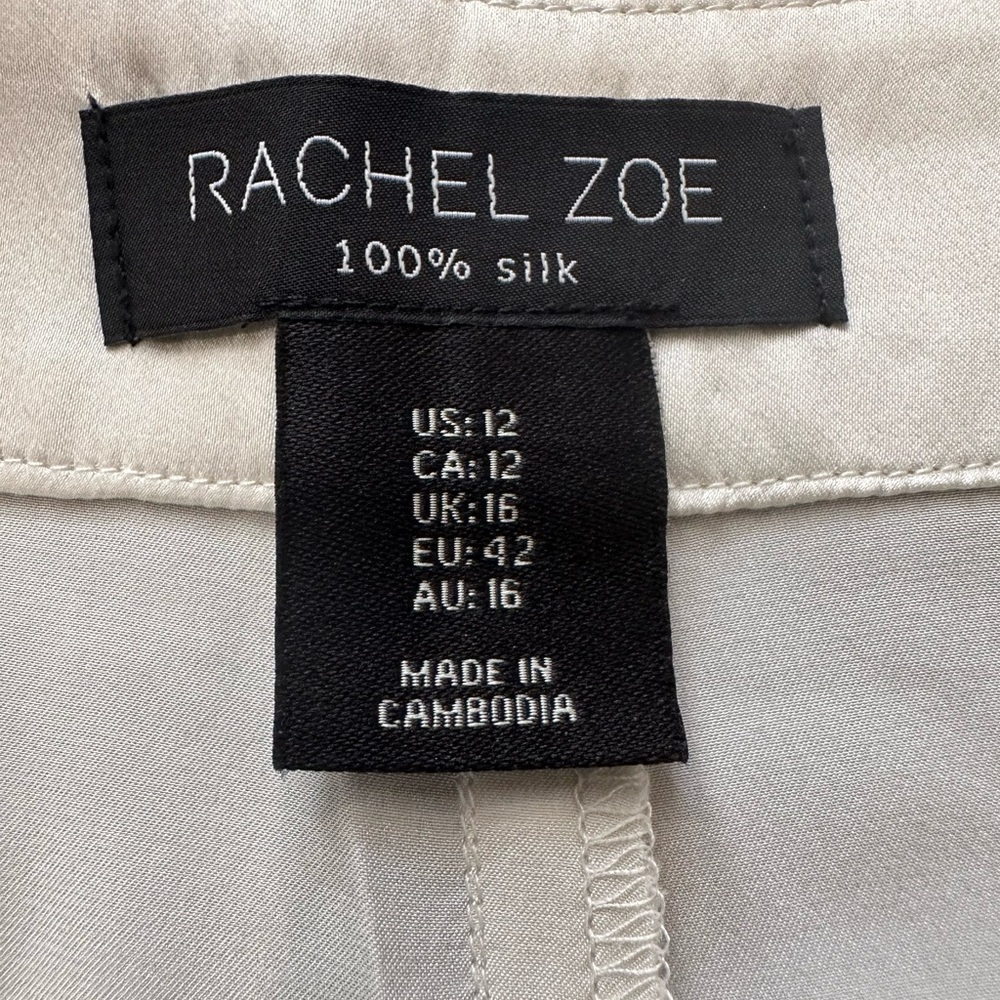 RACHEL ZOE
100% silk
US: 12
CA: 12
UK: 16
EU: 42
AU: 16
MADE IN
CAMBODIA